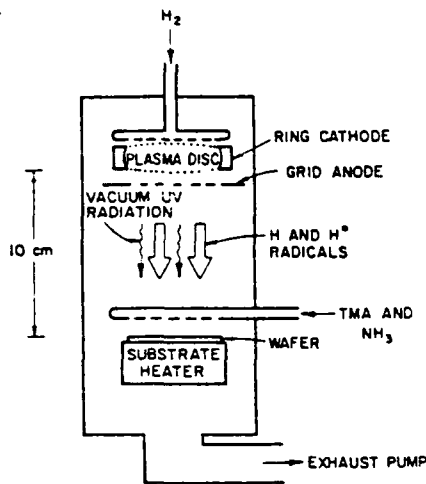 H₂
RING CATHODE
PLASMA DISC
GRID ANODE
VACUUM UV
RADIATION
10 cm
H AND H*
RADICALS
TMA AND
NH₃
WAFER
SUBSTRATE
HEATER
EXHAUST PUMP